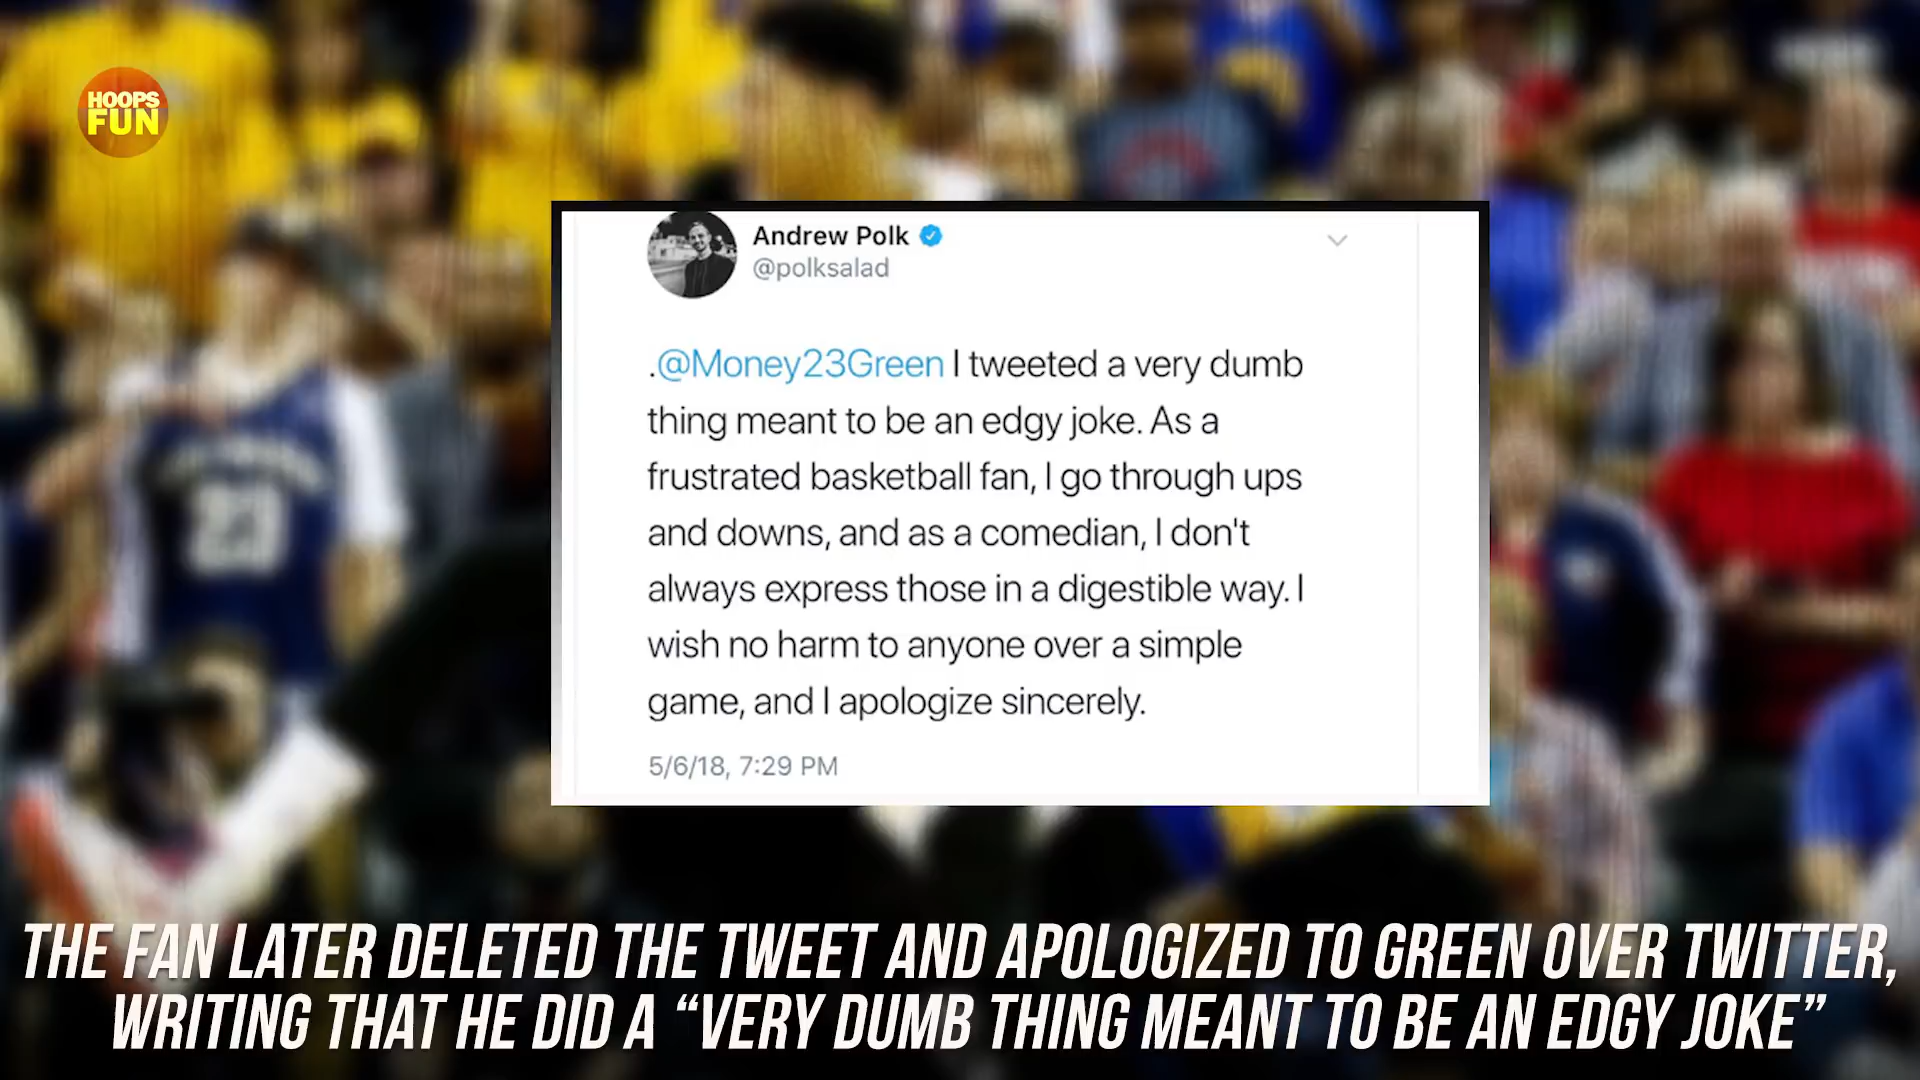 HOOPS
FUN
Andrew Polk
@polksalad
.@Money23Green I tweeted a very dumb
thing meant to be an edgy joke. As a
frustrated basketball fan, I go through ups
and downs, and as a comedian, I don't
always express those in a digestible way. I
wish no harm to anyone over a simple
game, and I apologize sincerely.
5/6/18, 7:29 PM
23
THE FAN LATER DELETED THE TWEET AND APOLOGIZED TO GREEN OVER TWITTER,
WRITING THAT HE DID A “VERY DUMB THING MEANT TO BE AN EDGY JOKE”